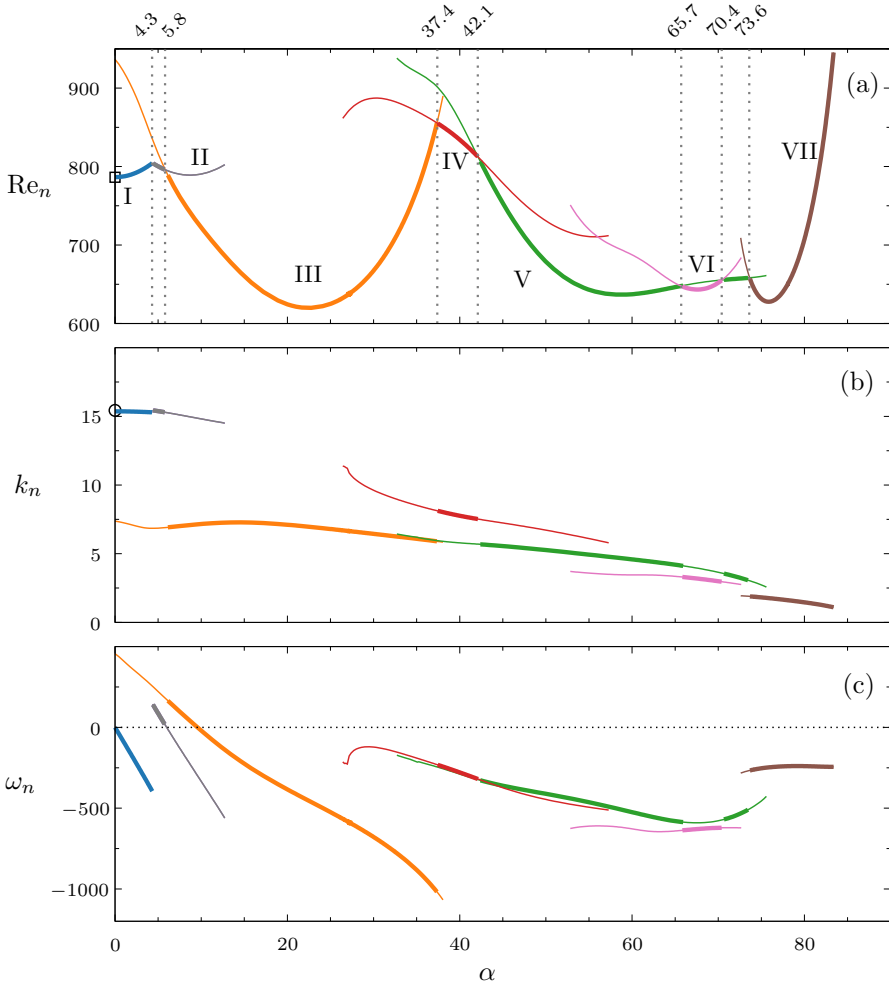 4.3 5.8 37.4 42.1 65.7 70.4 73.6
900 (a)
II
800 IV VII
Re_n I
700 VI
III V
600
(b)
15
k_n 10
5
0
(c)
0
ω_n
−500
−1000
0 20 40 60 80
α